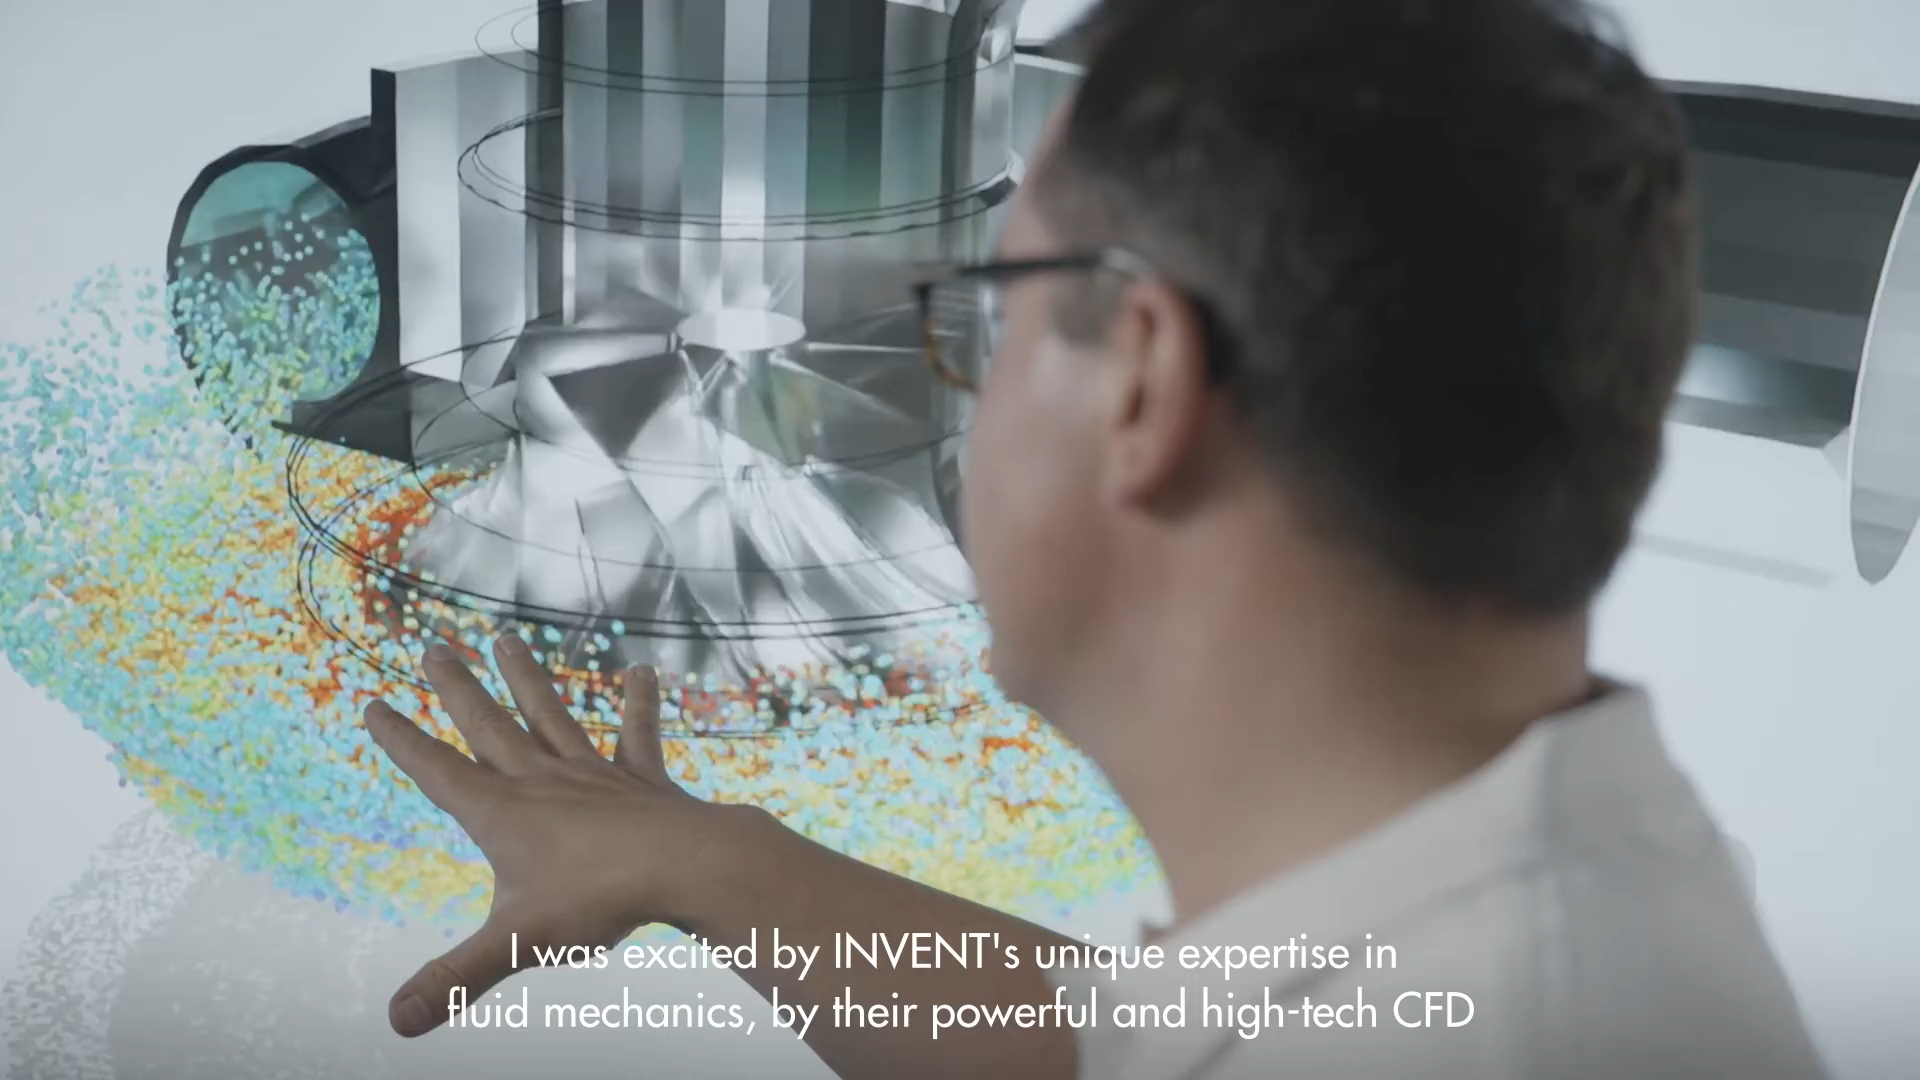 I was excited by INVENT's unique expertise in
fluid mechanics, by their powerful and high-tech CFD